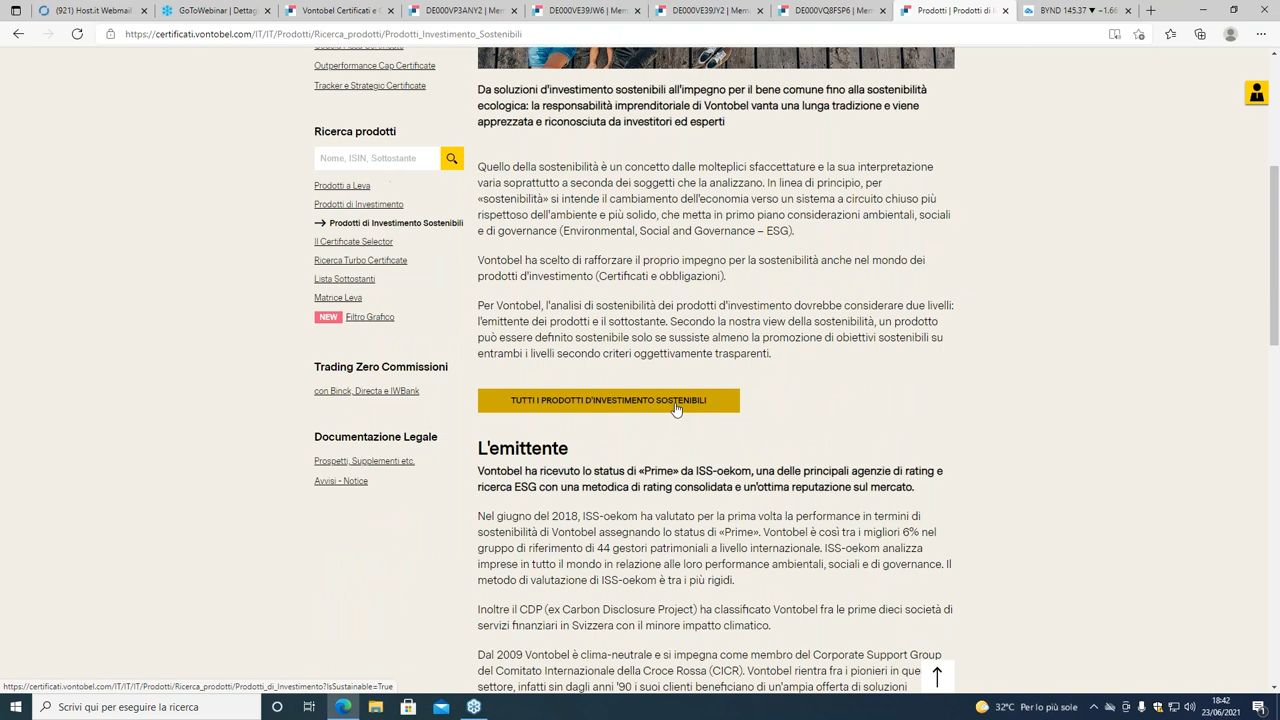 (921) Host.it Webmail
GoToWebinar | Dettag
Vontobel Certificati e C
DE000VP3ANY2 | Mem
DE000VE39JW6 | Mem
DE000VE39JY2 | Mem
DE000VQ8FSP6 | Mem
Prodotti | Prodotti di I
BYND 145.37 ▼ −1.66
https://certificati.vontobel.com/IT/IT/Prodotti/Ricerca_prodotti/Prodotti_Investimento_Sostenibili
Outperformance Cap Certificate
Tracker e Strategic Certificate
Ricerca prodotti
Nome, ISIN, Sottostante
Prodotti a Leva
Prodotti di Investimento
Prodotti di Investimento Sostenibili
Il Certificate Selector
Ricerca Turbo Certificate
Lista Sottostanti
Matrice Leva
NEW Filtro Grafico
Trading Zero Commissioni
con Binck, Directa e IWBank
Documentazione Legale
Prospetti, Supplementi etc.
Avvisi - Notice
Da soluzioni d'investimento sostenibili all'impegno per il bene comune fino alla sostenibilità
ecologica: la responsabilità imprenditoriale di Vontobel vanta una lunga tradizione e viene
apprezzata e riconosciuta da investitori ed esperti
Quello della sostenibilità è un concetto dalle molteplici sfaccettature e la sua interpretazione
varia soprattutto a seconda dei soggetti che la analizzano. In linea di principio, per
«sostenibilità» si intende il cambiamento dell'economia verso un sistema a circuito chiuso più
rispettoso dell'ambiente e più solido, che metta in primo piano considerazioni ambientali, sociali
e di governance (Environmental, Social and Governance – ESG).
Vontobel ha scelto di rafforzare il proprio impegno per la sostenibilità anche nel mondo dei
prodotti d'investimento (Certificati e obbligazioni).
Per Vontobel, l'analisi di sostenibilità dei prodotti d'investimento dovrebbe considerare due livelli:
l'emittente dei prodotti e il sottostante. Secondo la nostra view della sostenibilità, un prodotto
può essere definito sostenibile solo se sussiste almeno la promozione di obiettivi sostenibili su
entrambi i livelli secondo criteri oggettivamente trasparenti.
TUTTI I PRODOTTI D'INVESTIMENTO SOSTENIBILI
L'emittente
Vontobel ha ricevuto lo status di «Prime» da ISS-oekom, una delle principali agenzie di rating e
ricerca ESG con una metodica di rating consolidata e un'ottima reputazione sul mercato.
Nel giugno del 2018, ISS-oekom ha valutato per la prima volta la performance in termini di
sostenibilità di Vontobel assegnando lo status di «Prime». Vontobel è così tra i migliori 6% nel
gruppo di riferimento di 44 gestori patrimoniali a livello internazionale. ISS-oekom analizza
imprese in tutto il mondo in relazione alle loro performance ambientali, sociali e di governance. Il
metodo di valutazione di ISS-oekom è tra i più rigidi.
Inoltre il CDP (ex Carbon Disclosure Project) ha classificato Vontobel fra le prime dieci società di
servizi finanziari in Svizzera con il minore impatto climatico.
Dal 2009 Vontobel è clima-neutrale e si impegna come membro del Corporate Support Group
del Comitato Internazionale della Croce Rossa (CICR). Vontobel rientra fra i pionieri in que
settore, infatti sin dagli anni '90 i suoi clienti beneficiano di un'ampia offerta di soluzioni
https://certificati.vontobel.com/IT/IT/IT/Prodotti/Ricerca_prodotti/Prodotti_di_Investimento?IsSustainable=True
Scrivi qui per eseguire la ricerca
32°C Per lo più sole
18:42
23/06/2021